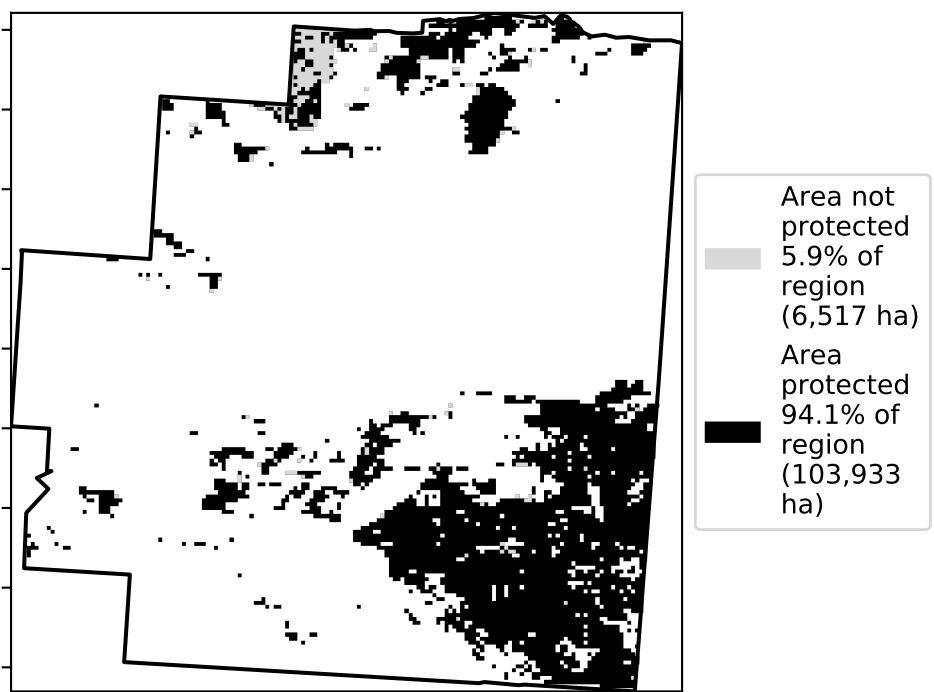 Area not
protected
5.9% of
region
(6,517 ha)
Area
protected
94.1% of
region
(103,933
ha)